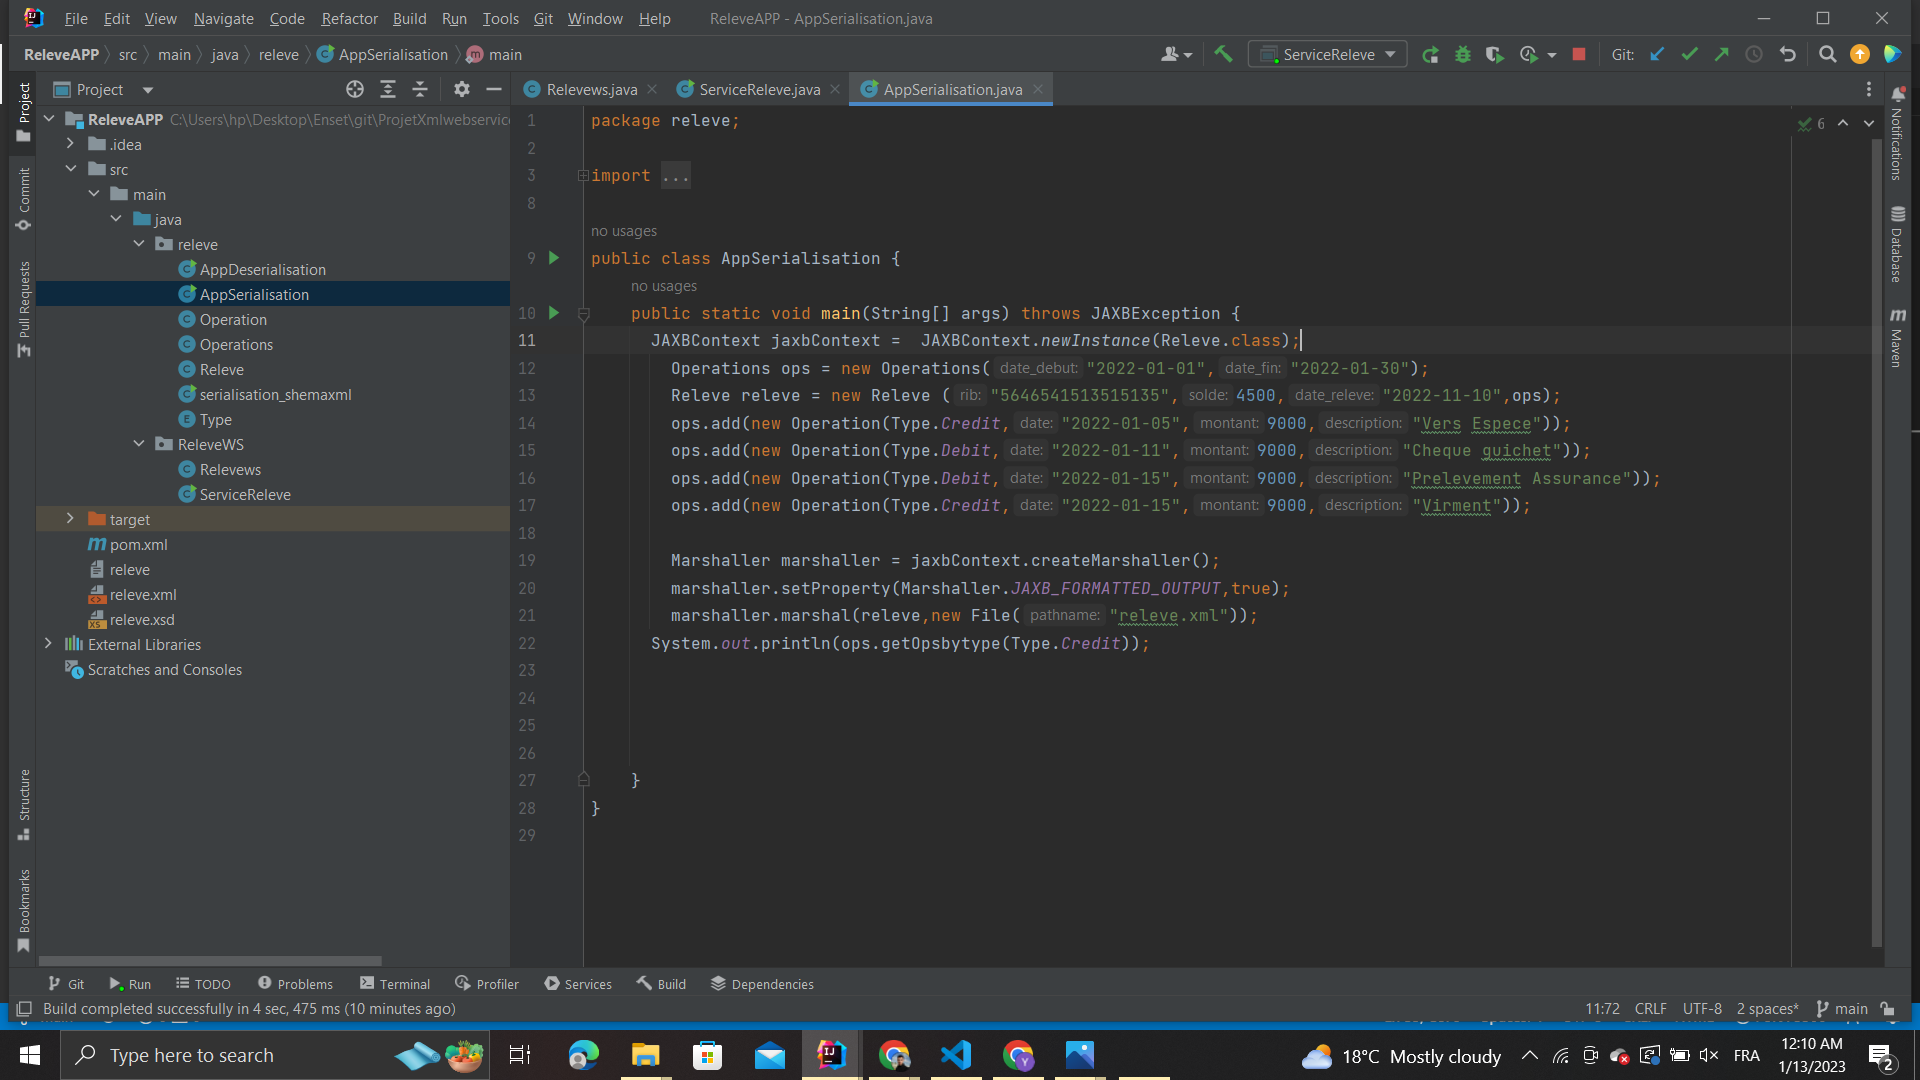 File Edit View Navigate Code Refactor Build Run Tools Git Window Help ReleveAPP - AppSerialisation.java
ReleveAPP src main java releve AppSerialisation main ServiceReleve Git:
Project Relevews.java ServiceReleve.java AppSerialisation.java
ReleveAPP C:\Users\hp\Desktop\Enset\git\ProjetXmlwebservice
.idea
src
main
java
releve
AppDeserialisation
AppSerialisation
Operation
Operations
Releve
serialisation_shemaxml
Type
ReleveWS
Relevews
ServiceReleve
target
pom.xml
releve
releve.xml
releve.xsd
External Libraries
Scratches and Consoles
Project
Commit
Pull Requests
Structure
Bookmarks
1 package releve;
2
3 import ...
8
no usages
9 public class AppSerialisation {
no usages
10 public static void main(String[] args) throws JAXBException {
11 JAXBContext jaxbContext = JAXBContext.newInstance(Releve.class);
12 Operations ops = new Operations( date_debut: "2022-01-01", date_fin: "2022-01-30");
13 Releve releve = new Releve ( rib: "5646541513515135", solde: 4500, date_releve: "2022-11-10",ops);
14 ops.add(new Operation(Type.Credit, date: "2022-01-05", montant: 9000, description: "Vers Espece"));
15 ops.add(new Operation(Type.Debit, date: "2022-01-11", montant: 9000, description: "Cheque guichet"));
16 ops.add(new Operation(Type.Debit, date: "2022-01-15", montant: 9000, description: "Prelevement Assurance"));
17 ops.add(new Operation(Type.Credit, date: "2022-01-15", montant: 9000, description: "Virment"));
18
19 Marshaller marshaller = jaxbContext.createMarshaller();
20 marshaller.setProperty(Marshaller.JAXB_FORMATTED_OUTPUT,true);
21 marshaller.marshal(releve,new File( pathname: "releve.xml"));
22 System.out.println(ops.getOpsbytype(Type.Credit));
23
24
25
26
27 }
28 }
29
6
Notifications
Database
Maven
Git Run TODO Problems Terminal Profiler Services Build Dependencies
Build completed successfully in 4 sec, 475 ms (10 minutes ago) 11:72 CRLF UTF-8 2 spaces* main
Type here to search 18°C Mostly cloudy FRA 12:10 AM
1/13/2023
2